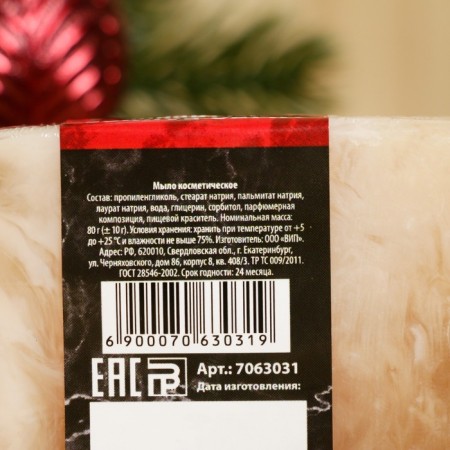 Мыло косметическое
Состав: пропиленгликоль, стеарат натрия, пальмитат натрия,
лаурат натрия, вода, глицерин, сорбитол, парфюмерная
композиция, пищевой краситель. Номинальная масса:
80 г (± 10 г). Условия хранения: хранить при температуре от +5
до +25 °С и влажности не выше 75%. Изготовитель: ООО «ВИП».
Адрес: РФ, 620010, Свердловская обл., г. Екатеринбург,
ул. Черняховского, дом 86, корпус 8, кв. 408/3. ТР ТС 009/2011.
ГОСТ 28546-2002. Срок годности: 24 месяца.
6 900070 630319
EAC
Арт.: 7063031
Дата изготовления: